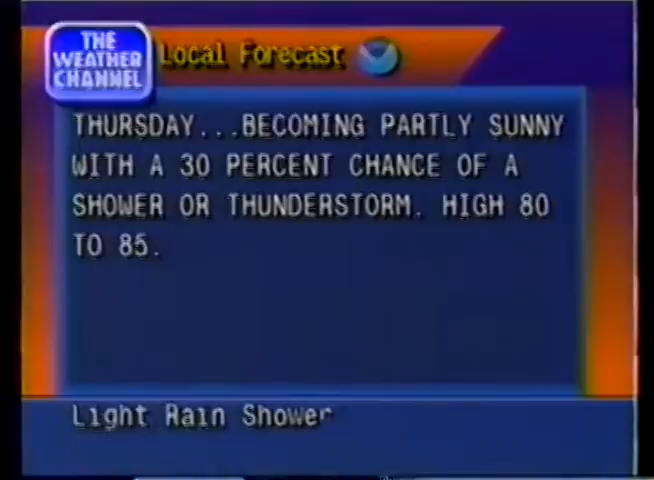 THE
WEATHER
CHANNEL
Local Forecast
THURSDAY...BECOMING PARTLY SUNNY
WITH A 30 PERCENT CHANCE OF A
SHOWER OR THUNDERSTORM. HIGH 80
TO 85.
Light Rain Shower